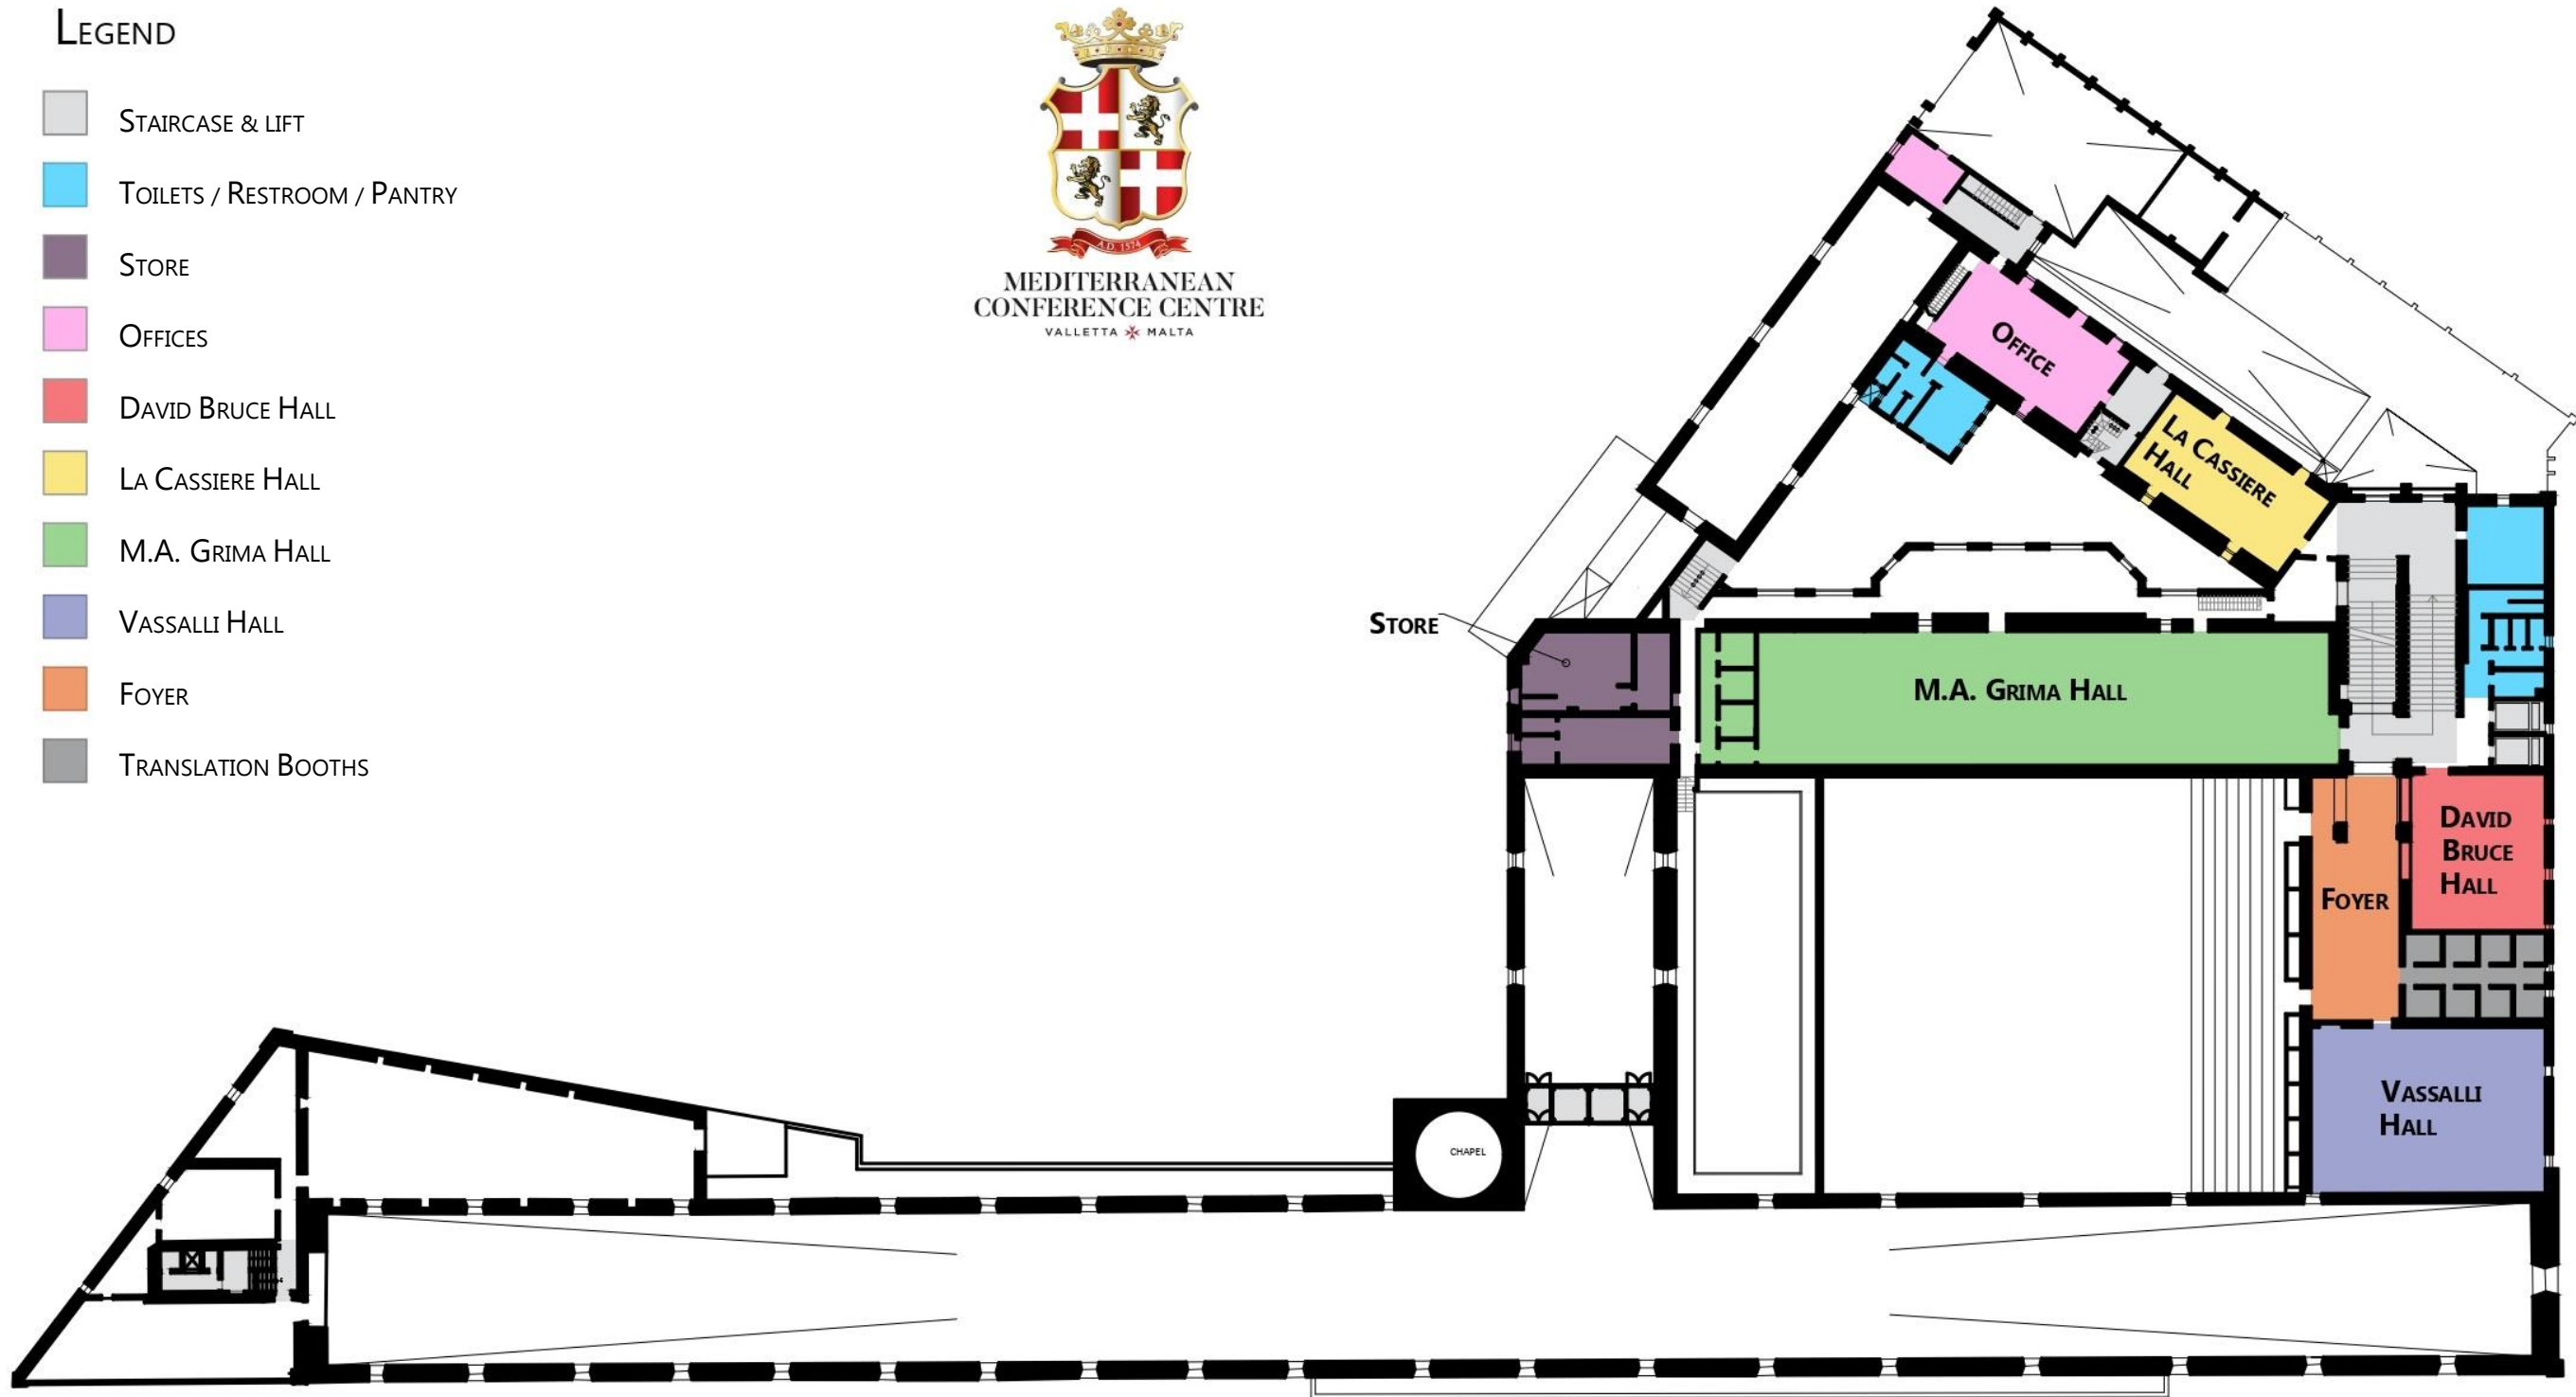 LEGEND
STAIRCASE & LIFT
TOILETS / RESTROOM / PANTRY
STORE
OFFICES
DAVID BRUCE HALL
LA CASSIERE HALL
M.A. GRIMA HALL
VASSALLI HALL
FOYER
TRANSLATION BOOTHS
A.D. 1574
MEDITERRANEAN
CONFERENCE CENTRE
VALLETTA MALTA
OFFICE
LA CASSIERE
HALL
STORE
M.A. GRIMA HALL
DAVID
BRUCE
HALL
FOYER
VASSALLI
HALL
CHAPEL